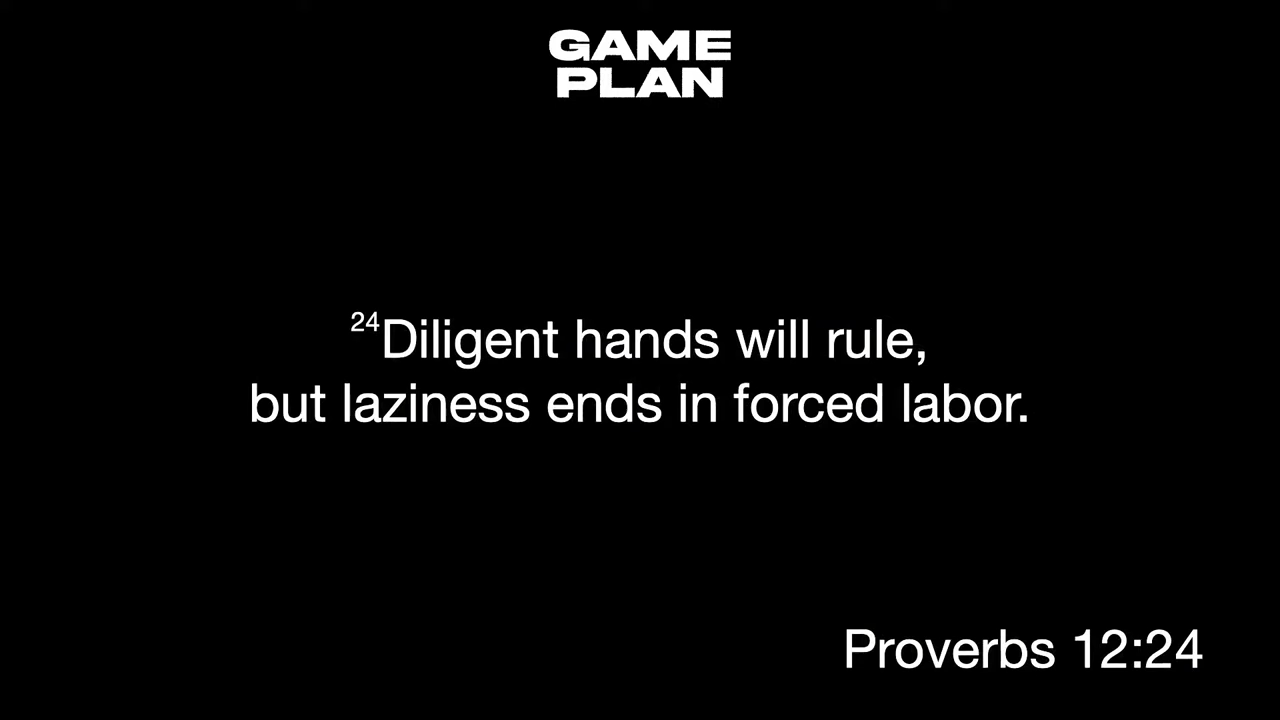 GAME
PLAN
24Diligent hands will rule,
but laziness ends in forced labor.
Proverbs 12:24